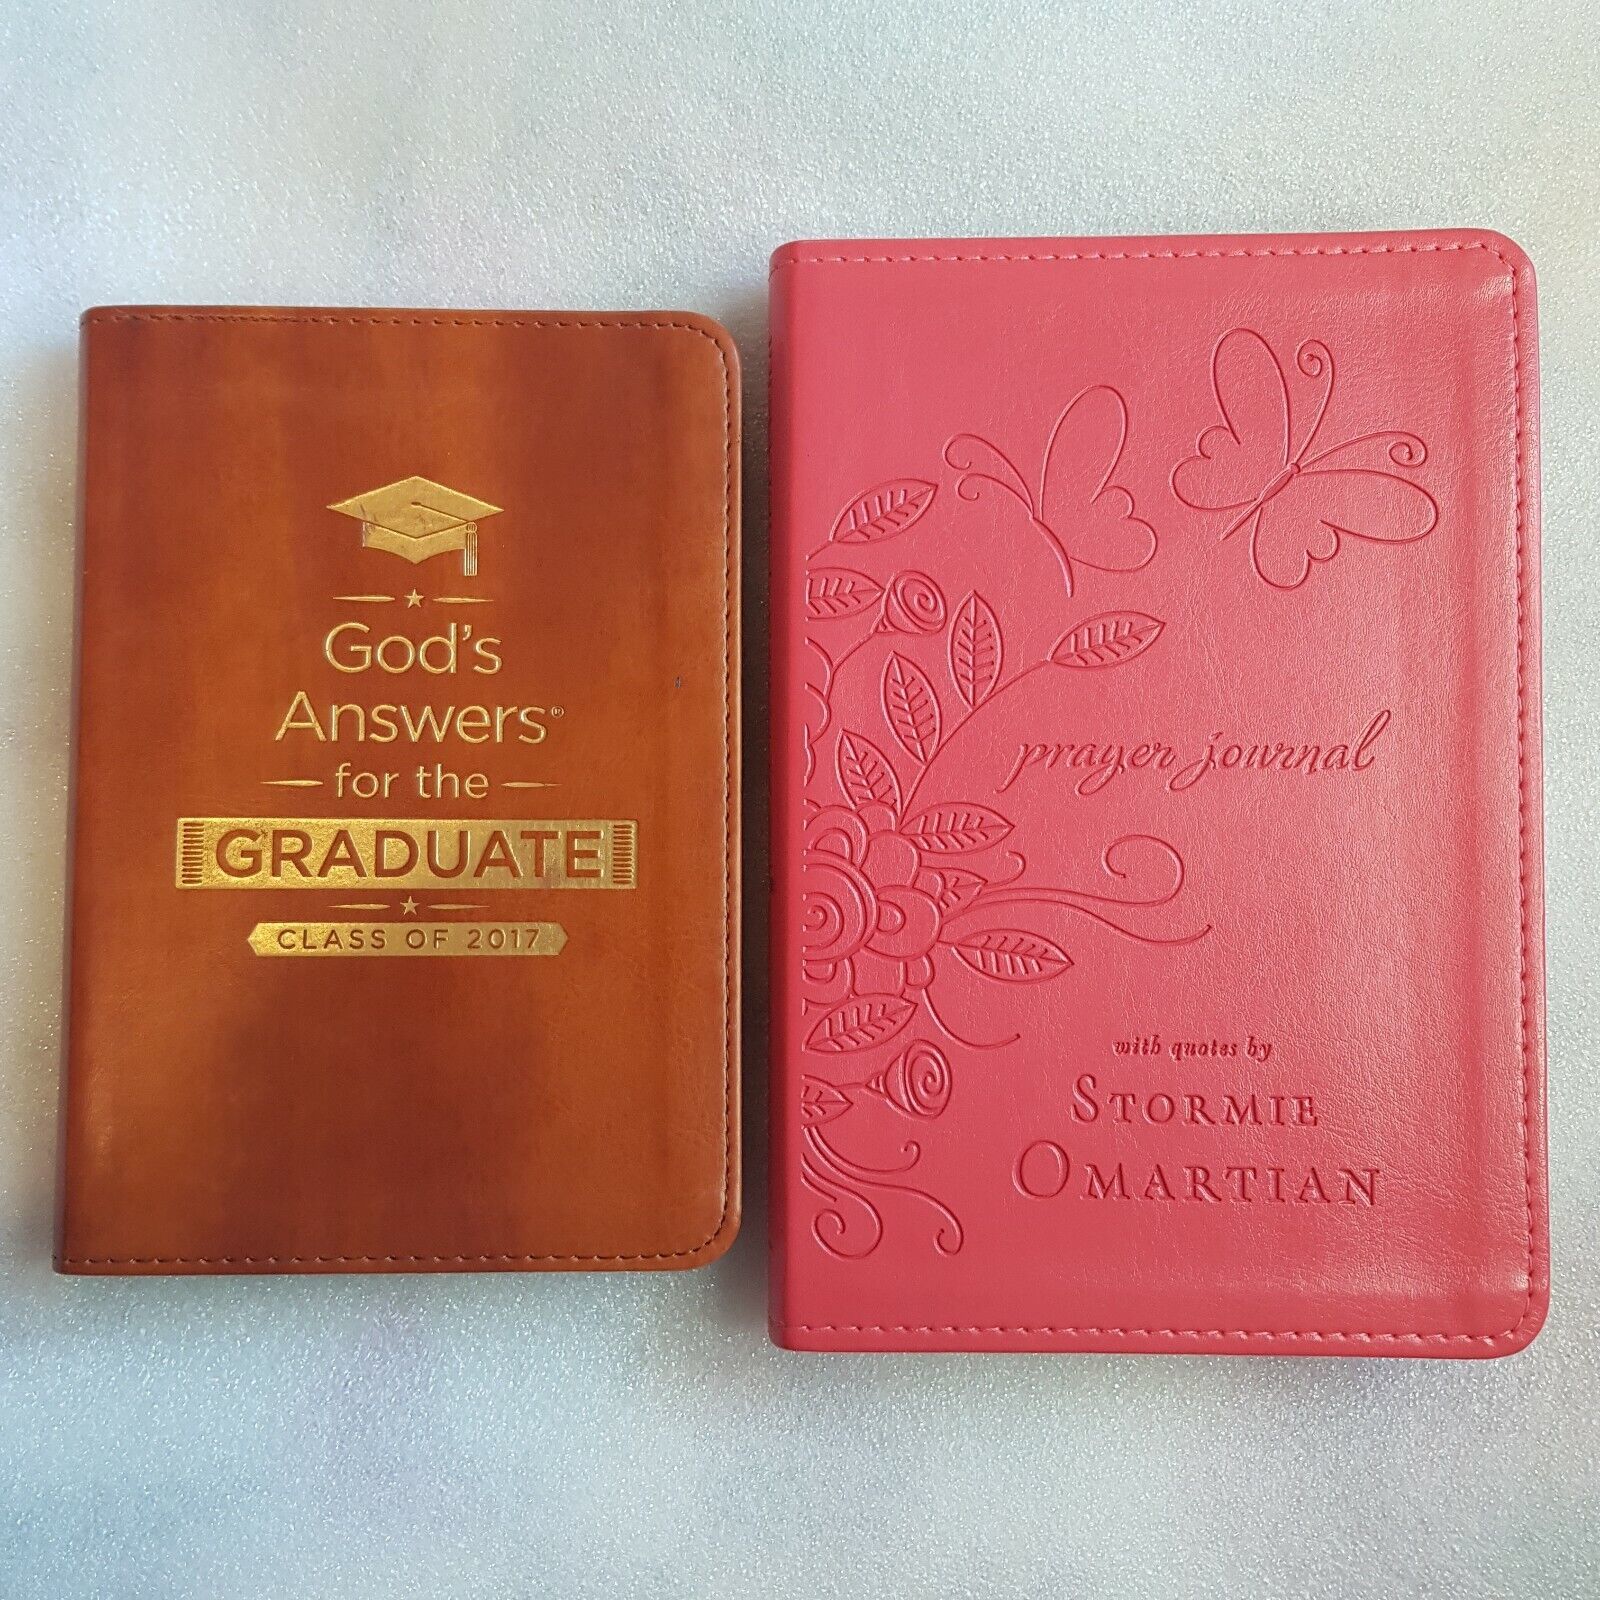 God's
Answers®
for the
GRADUATE
CLASS OF 2017
prayer journal
with quotes by
STORMIE
OMARTIAN